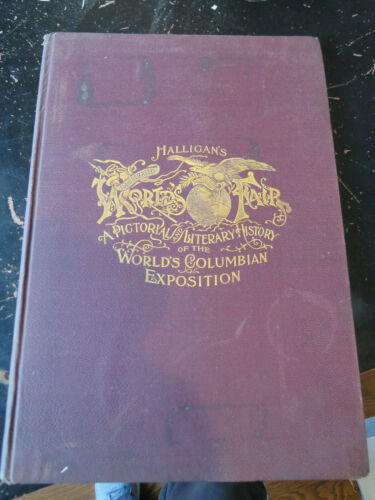 HALLIGAN'S
WORLD'S FAIR
A PICTORIAL AND LITERARY HISTORY
OF THE
WORLD'S COLUMBIAN
EXPOSITION